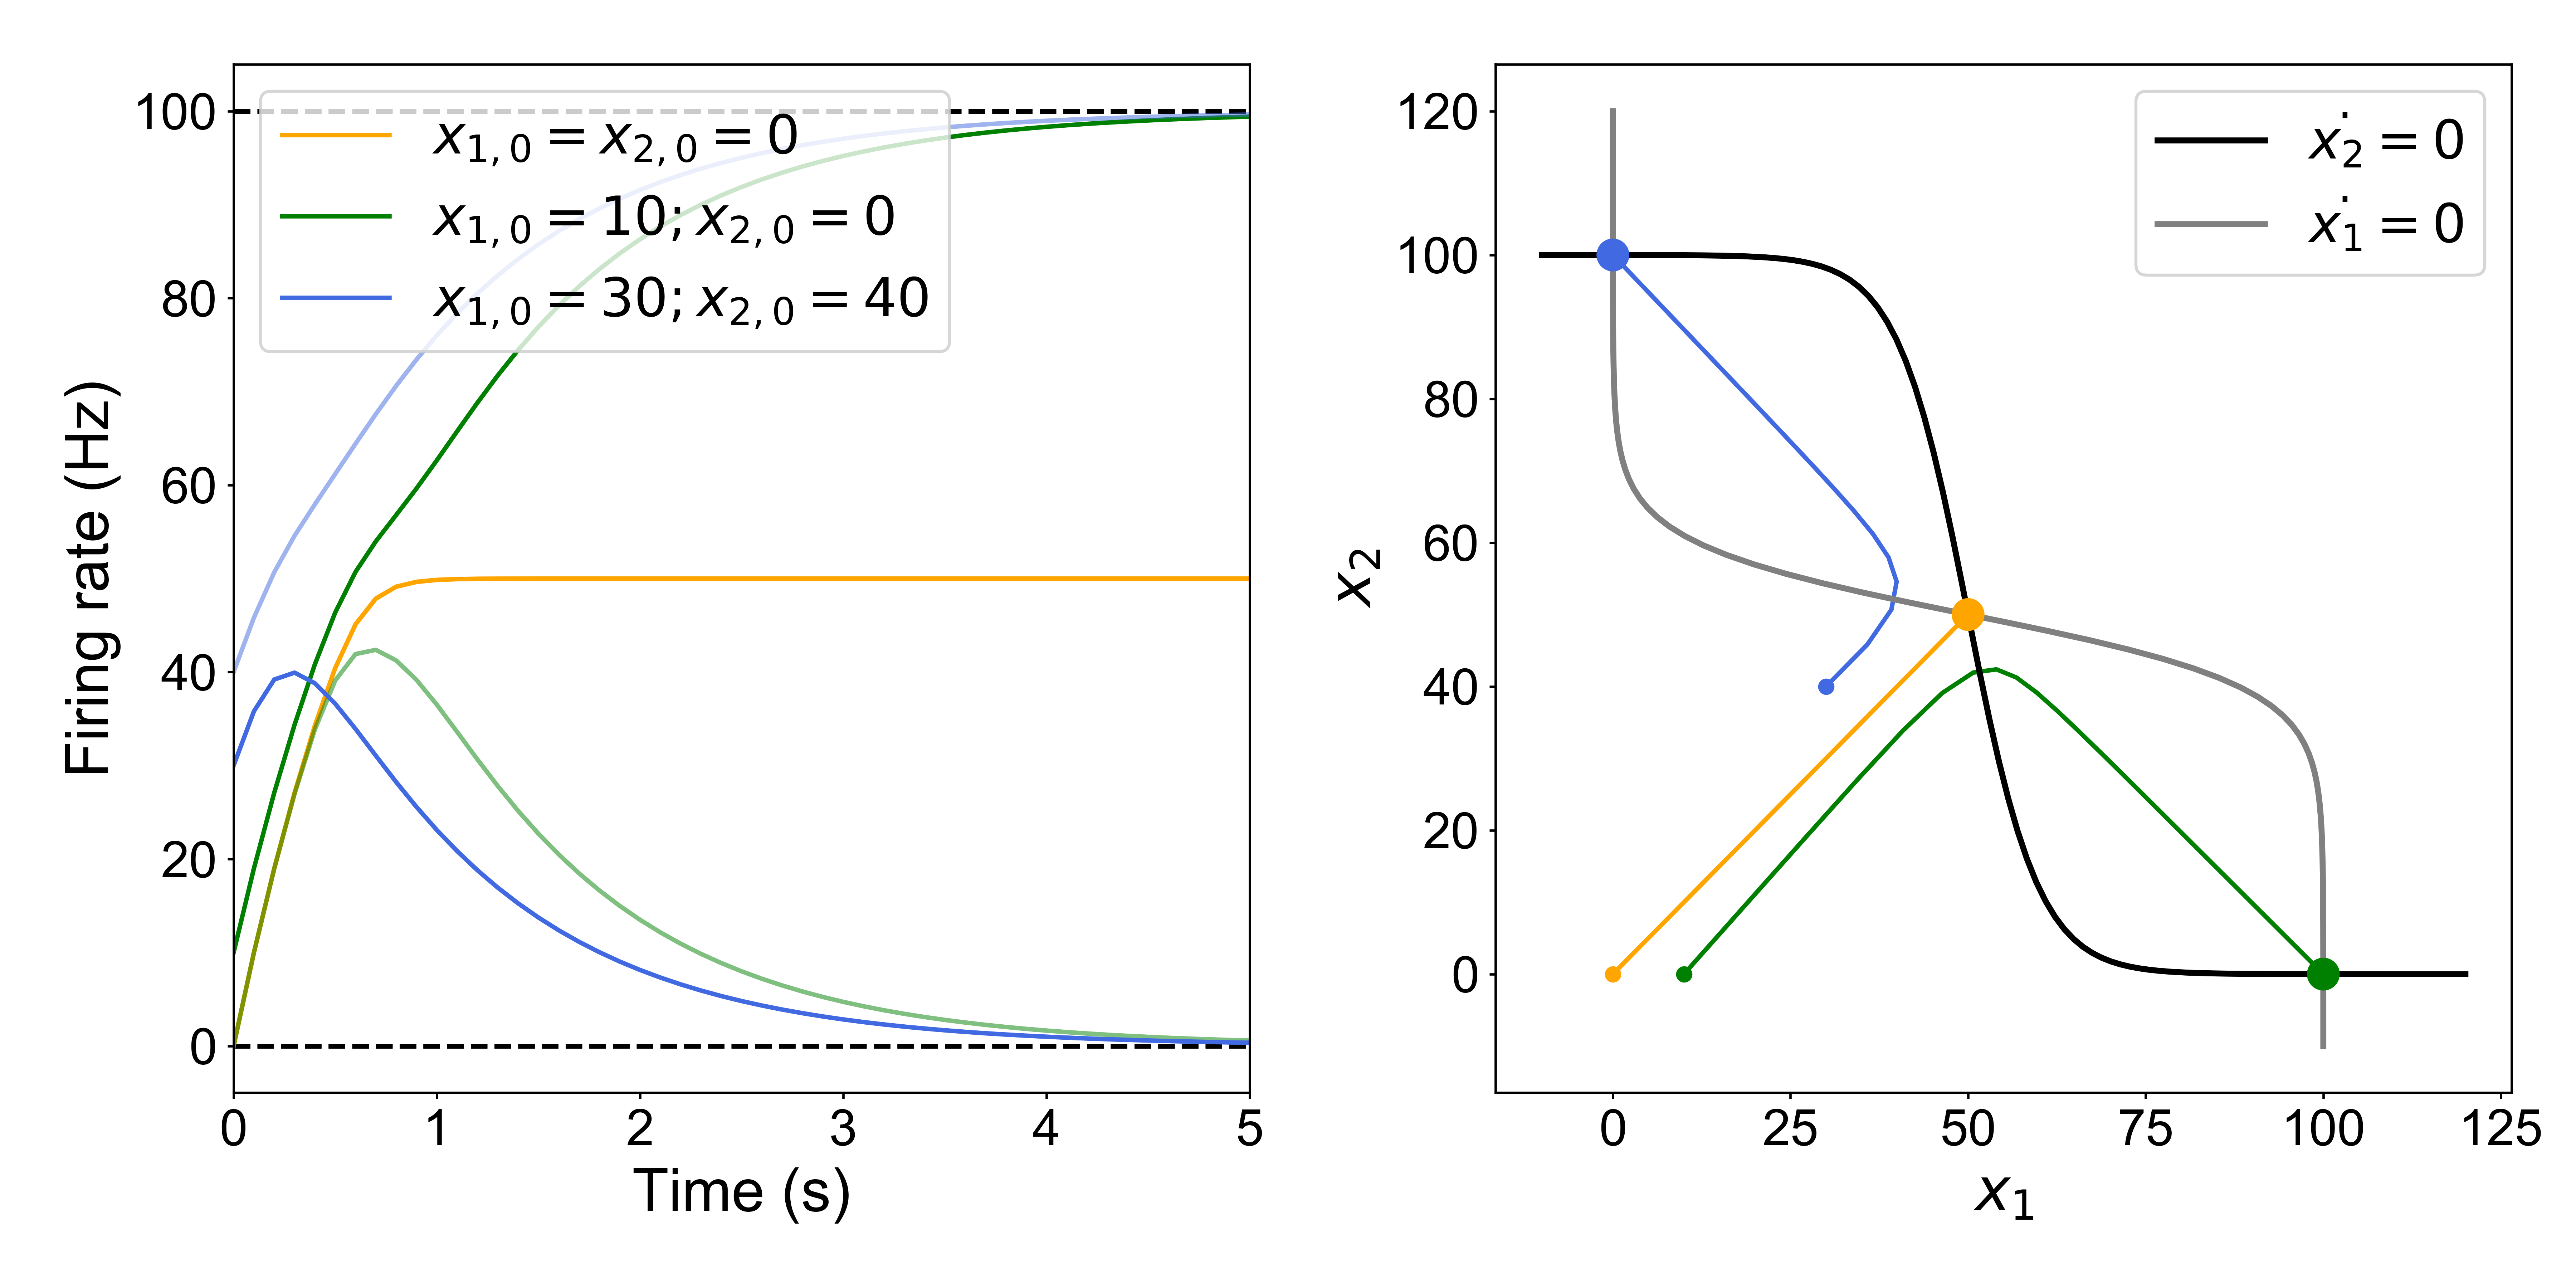 Firing rate (Hz)
100
80
60
40
20
0
x₁,₀ = x₂,₀ = 0
x₁,₀ = 10; x₂,₀ = 0
x₁,₀ = 30; x₂,₀ = 40
0 1 2 3 4 5
Time (s)
x₂
120
100
80
60
40
20
0
ẋ₂ = 0
ẋ₁ = 0
0 25 50 75 100 125
x₁